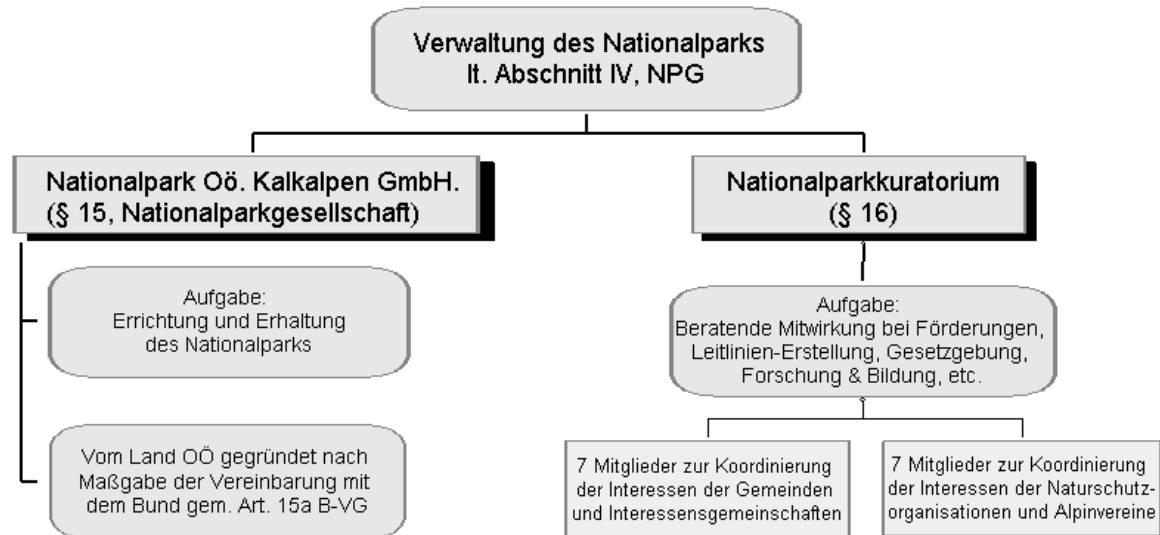 Verwaltung des Nationalparks
lt. Abschnitt IV, NPG
Nationalpark Oö. Kalkalpen GmbH.
(§ 15, Nationalparkgesellschaft)
Aufgabe:
Errichtung und Erhaltung
des Nationalparks
Vom Land OÖ gegründet nach
Maßgabe der Vereinbarung mit
dem Bund gem. Art. 15a B-VG
Nationalparkkuratorium
(§ 16)
Aufgabe:
Beratende Mitwirkung bei Förderungen,
Leitlinien-Erstellung, Gesetzgebung,
Forschung & Bildung, etc.
7 Mitglieder zur Koordinierung
der Interessen der Gemeinden
und Interessensgemeinschaften
7 Mitglieder zur Koordinierung
der Interessen der Naturschutz-
organisationen und Alpinvereine